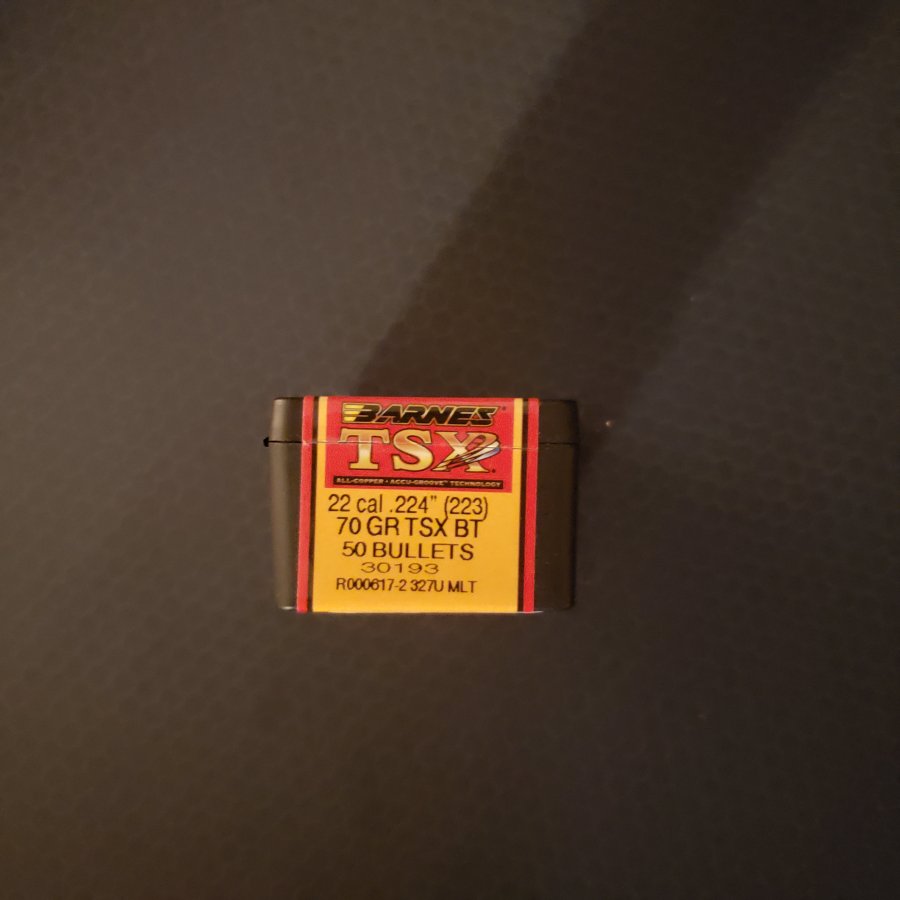 BARNES
TSX
ALL-COPPER • ACCU-GROOVE™ TECHNOLOGY
22 cal .224" (223)
70 GR TSX BT
50 BULLETS
30193
R000617-2 327U MLT